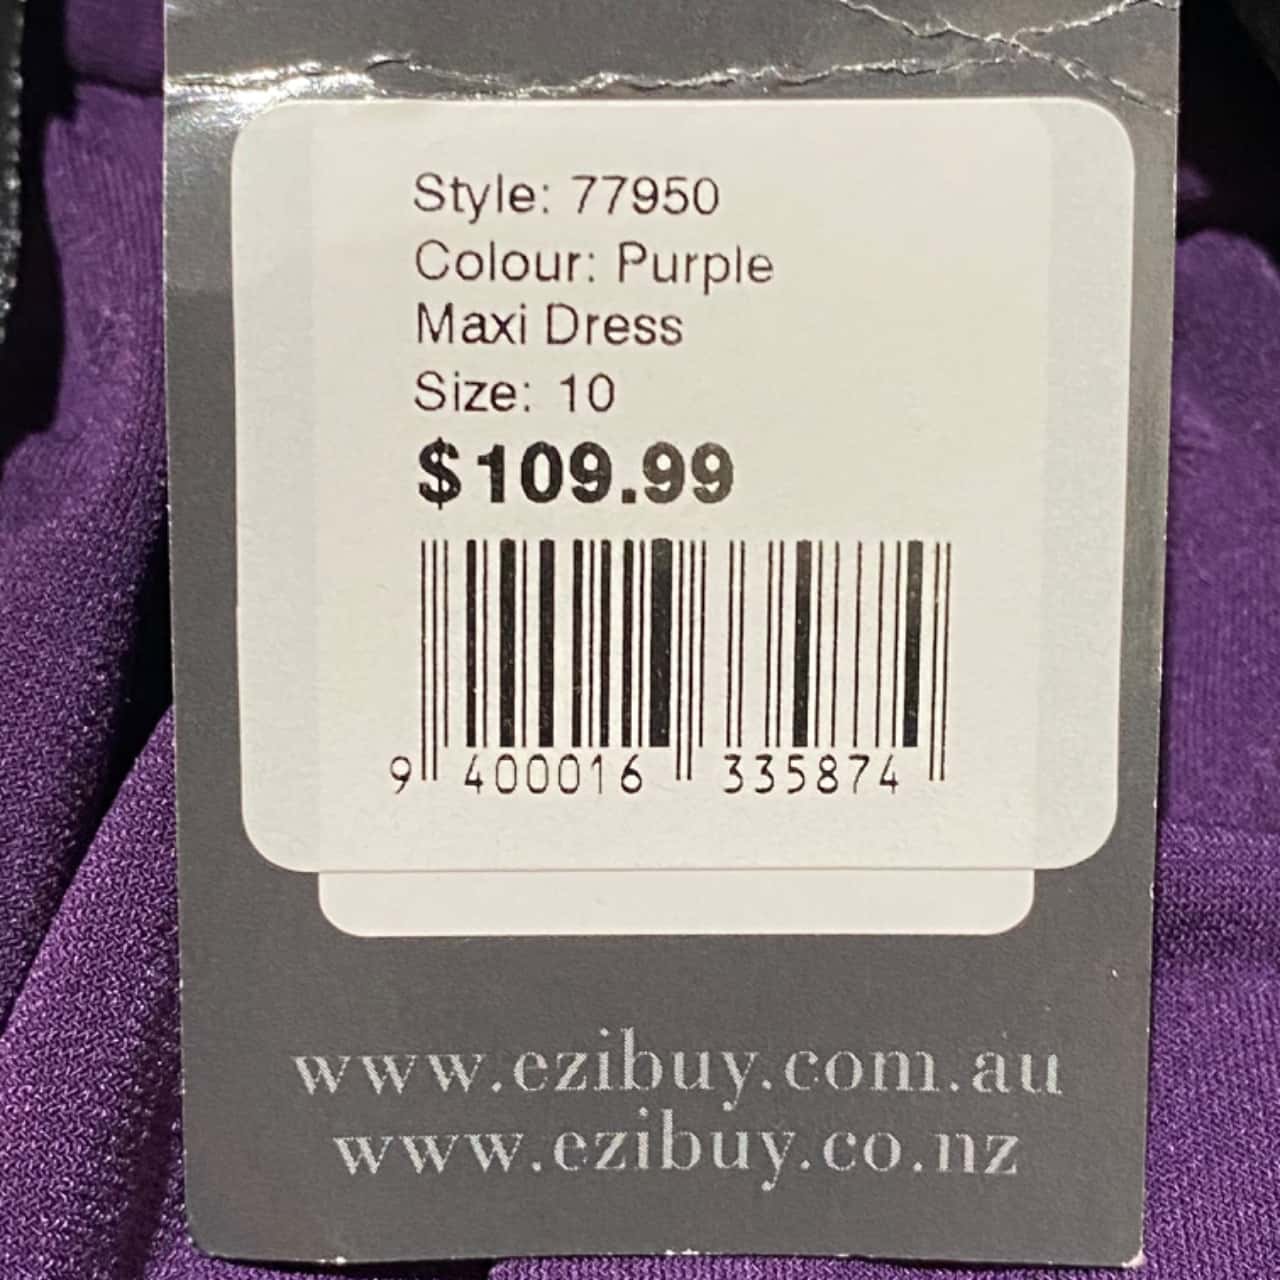 Style: 77950
Colour: Purple
Maxi Dress
Size: 10
$109.99
9 400016 335874
www.ezibuy.com.au
www.ezibuy.co.nz